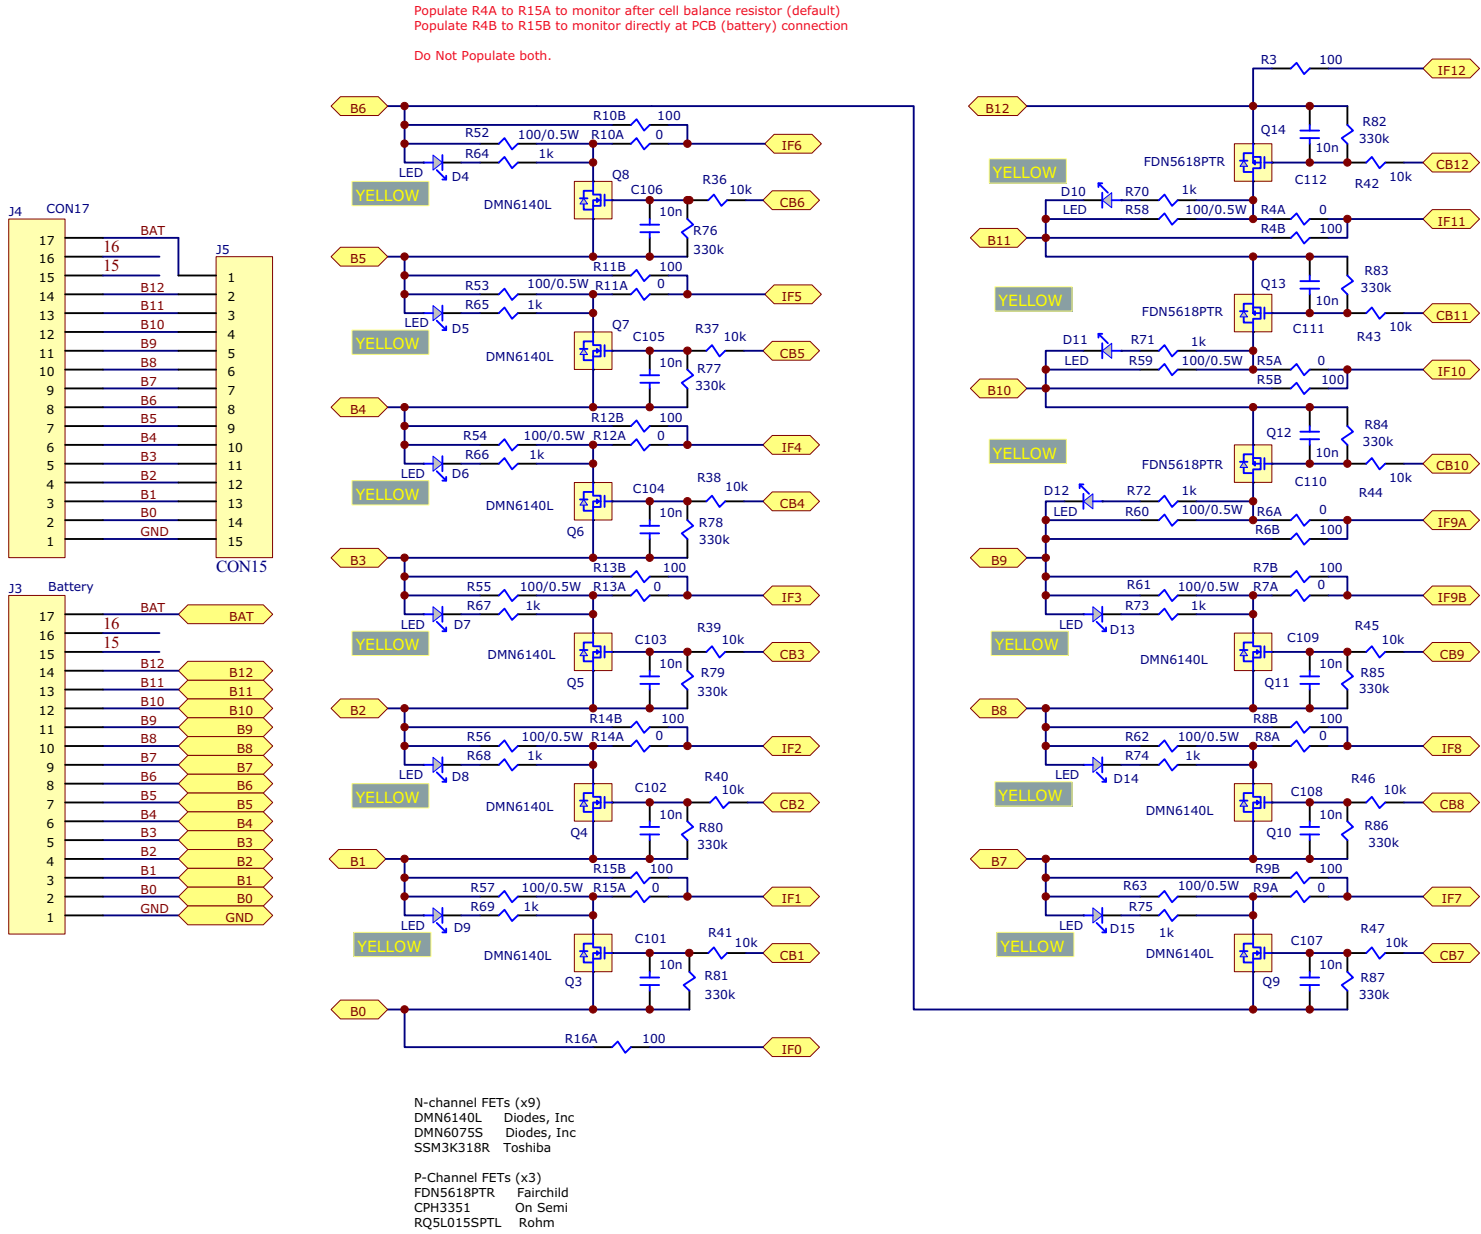 Populate R4A to R15A to monitor after cell balance resistor (default)
Populate R4B to R15B to monitor directly at PCB (battery) connection
Do Not Populate both.
J4 CON17
17 BAT
16 16
15 15
14 B12
13 B11
12 B10
11 B9
10 B8
9 B7
8 B6
7 B5
6 B4
5 B3
4 B2
3 B1
2 B0
1 GND
J5
1
2
3
4
5
6
7
8
9
10
11
12
13
14
15
CON15
J3 Battery
17 BAT BAT
16 16
15 15
14 B12 B12
13 B11 B11
12 B10 B10
11 B9 B9
10 B8 B8
9 B7 B7
8 B6 B6
7 B5 B5
6 B4 B4
5 B3 B3
4 B2 B2
3 B1 B1
2 B0 B0
1 GND GND
B6
R10B 100
R52 100/0.5W R10A 0 IF6
R64 1k
LED D4
YELLOW
Q8
DMN6140L
C106 10n
R36 10k CB6
R76 330k
B5
R11B 100
R53 100/0.5W R11A 0 IF5
R65 1k
LED D5
YELLOW
Q7
DMN6140L
C105 10n
R37 10k CB5
R77 330k
B4
R12B 100
R54 100/0.5W R12A 0 IF4
R66 1k
LED D6
YELLOW
DMN6140L
Q6
C104 10n
R38 10k CB4
R78 330k
B3
R13B 100
R55 100/0.5W R13A 0 IF3
R67 1k
LED D7
YELLOW
DMN6140L
Q5
C103 10n
R39 10k CB3
R79 330k
B2
R14B 100
R56 100/0.5W R14A 0 IF2
R68 1k
LED D8
YELLOW
DMN6140L
Q4
C102 10n
R40 10k CB2
R80 330k
B1
R15B 100
R57 100/0.5W R15A 0 IF1
R69 1k
LED D9
YELLOW
DMN6140L
Q3
C101 10n
R41 10k CB1
R81 330k
B0
R16A 100 IF0
R3 100 IF12
B12
Q14
FDN5618PTR
10n C112
R82 330k
R42 10k CB12
YELLOW
D10 R70 1k
LED R58 100/0.5W R4A 0 IF11
B11 R4B 100
Q13
FDN5618PTR
10n C111
R83 330k
R43 10k CB11
YELLOW
D11 R71 1k
LED R59 100/0.5W R5A 0 IF10
B10 R5B 100
Q12
FDN5618PTR
10n C110
R84 330k
R44 10k CB10
YELLOW
D12 R72 1k
LED R60 100/0.5W R6A 0 IF9A
R6B 100
B9
R7B 100
R61 100/0.5W R7A 0 IF9B
R73 1k
LED D13
YELLOW
DMN6140L
Q11
C109 10n
R45 10k CB9
R85 330k
B8
R8B 100
R62 100/0.5W R8A 0 IF8
R74 1k
LED D14
YELLOW
DMN6140L
Q10
C108 10n
R46 10k CB8
R86 330k
B7
R9B 100
R63 100/0.5W R9A 0 IF7
R75 1k
LED D15
YELLOW
DMN6140L
Q9
C107 10n
R47 10k CB7
R87 330k
N-channel FETs (x9)
DMN6140L Diodes, Inc
DMN6075S Diodes, Inc
SSM3K318R Toshiba
P-Channel FETs (x3)
FDN5618PTR Fairchild
CPH3351 On Semi
RQ5L015SPTL Rohm